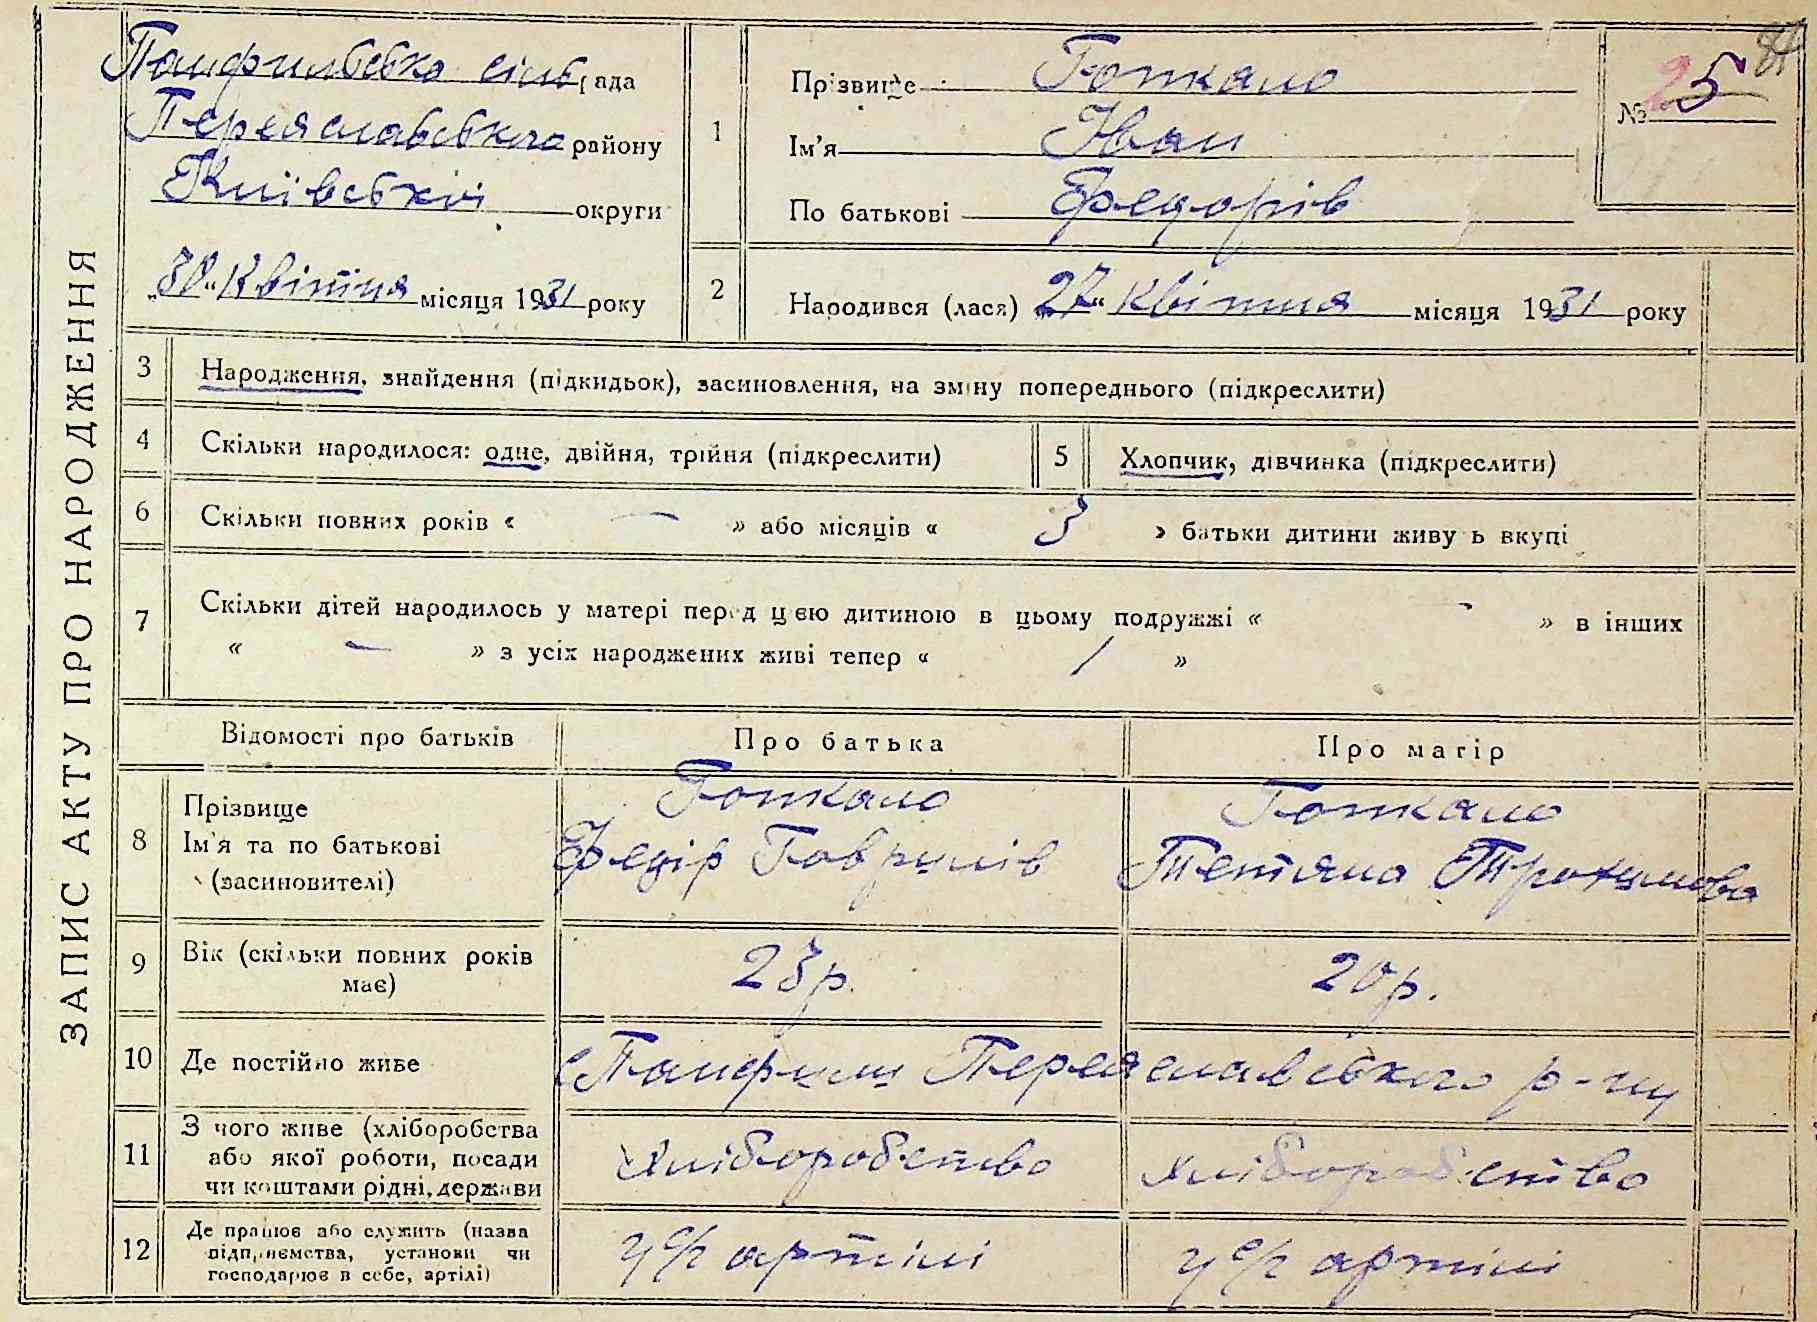 ЗАПИС АКТУ ПРО НАРОДЖЕННЯ
Панфилівська сільрада
Переяславського району
Київської округи
„30“ Квітня місяця 1931 року
1
Прізвище Гопкало
Ім'я Іван
По батькові Федорів
№ 25
2
Народився (лася) „27“ Квітня місяця 1931 року
3 Народження, знайдення (підкидьок), засиновлення, на зміну попереднього (підкреслити)
4 Скільки народилося: одне, двійня, трійня (підкреслити)
5 Хлопчик, дівчинка (підкреслити)
6 Скільки повних років « — » або місяців « 3 » батьки дитини живуть вкупі
7 Скільки дітей народилось у матері перед цією дитиною в цьому подружжі « — » в інших
« — » з усіх народжених живі тепер « 1 »
Відомості про батьків
Про батька
Про матір
8 Прізвище
Ім'я та по батькові
(засиновителі)
Гопкало
Федір Гаврилів
Гопкало
Тетяна Трохимова
9 Вік (скільки повних років
має)
23р.
20р.
10 Де постійно живе
с Панфили Переяславського р-ну
11 З чого живе (хліборобства
або якої роботи, посади
чи коштами рідні, держави
Хліборобство
Хліборобство
12 Де працює або служить (назва
підприємства, установи чи
господарює в себе, артілі)
у с/г артілі
у с/г артілі